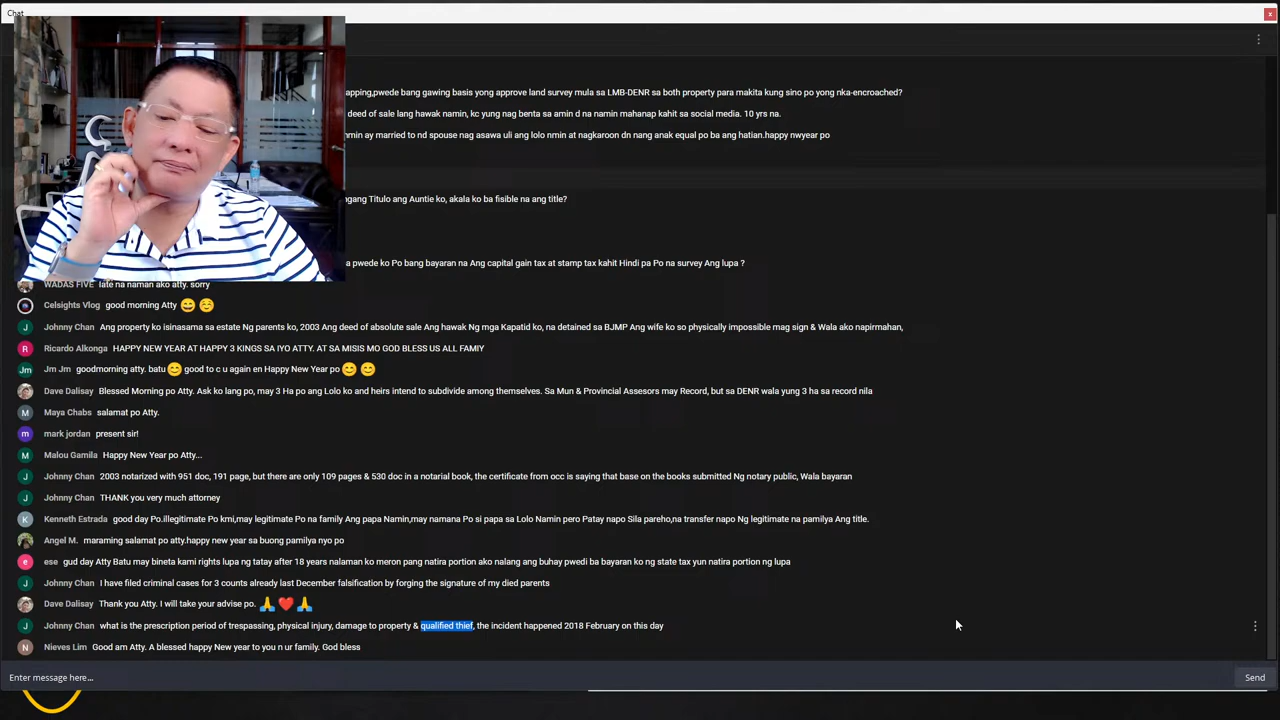 Chat
x
apping,pwede bang gawing basis yong approve land survey mula sa LMB-DENR sa both property para makita kung sino po yong nka-encroached?
deed of sale lang hawak namin, kc yung nag benta sa amin d na namin mahanap kahit sa social media. 10 yrs na.
nmin ay married to nd spouse nag asawa uli ang lolo nmin at nagkaroon dn nang anak equal po ba ang hatian.happy nwyear po
ngang Titulo ang Auntie ko, akala ko ba fisible na ang title?
a pwede ko Po bang bayaran na Ang capital gain tax at stamp tax kahit Hindi pa Po na survey Ang lupa ?
WADAS FIVE late na naman ako atty. sorry
Celsights Vlog good morning Atty 😄 ☺️
J Johnny Chan Ang property ko isinasama sa estate Ng parents ko, 2003 Ang deed of absolute sale Ang hawak Ng mga Kapatid ko, na detained sa BJMP Ang wife ko so physically impossible mag sign & Wala ako napirmahan,
R Ricardo Alkonga HAPPY NEW YEAR AT HAPPY 3 KINGS SA IYO ATTY. AT SA MISIS MO GOD BLESS US ALL FAMIY
Jm Jm Jm goodmorning atty. batu 😊 good to c u again en Happy New Year po 😊 😊
Dave Dalisay Blessed Morning po Atty. Ask ko lang po, may 3 Ha po ang Lolo ko and heirs intend to subdivide among themselves. Sa Mun & Provincial Assesors may Record, but sa DENR wala yung 3 ha sa record nila
M Maya Chabs salamat po Atty.
m mark jordan present sir!
M Malou Gamila Happy New Year po Atty...
J Johnny Chan 2003 notarized with 951 doc, 191 page, but there are only 109 pages & 530 doc in a notarial book, the certificate from occ is saying that base on the books submitted Ng notary public, Wala bayaran
J Johnny Chan THANK you very much attorney
K Kenneth Estrada good day Po.illegitimate Po kmi,may legitimate Po na family Ang papa Namin,may namana Po si papa sa Lolo Namin pero Patay napo Sila pareho,na transfer napo Ng legitimate na pamilya Ang title.
Angel M. maraming salamat po atty.happy new year sa buong pamilya nyo po
e ese gud day Atty Batu may bineta kami rights lupa ng tatay after 18 years nalaman ko meron pang natira portion ako nalang ang buhay pwedi ba bayaran ko ng state tax yun natira portion ng lupa
J Johnny Chan I have filed criminal cases for 3 counts already last December falsification by forging the signature of my died parents
Dave Dalisay Thank you Atty. I will take your advise po. 🙏 ❤️ 🙏
J Johnny Chan what is the prescription period of trespassing, physical injury, damage to property & qualified thief, the incident happened 2018 February on this day
N Nieves Lim Good am Atty. A blessed happy New year to you n ur family. God bless
Enter message here...
Send